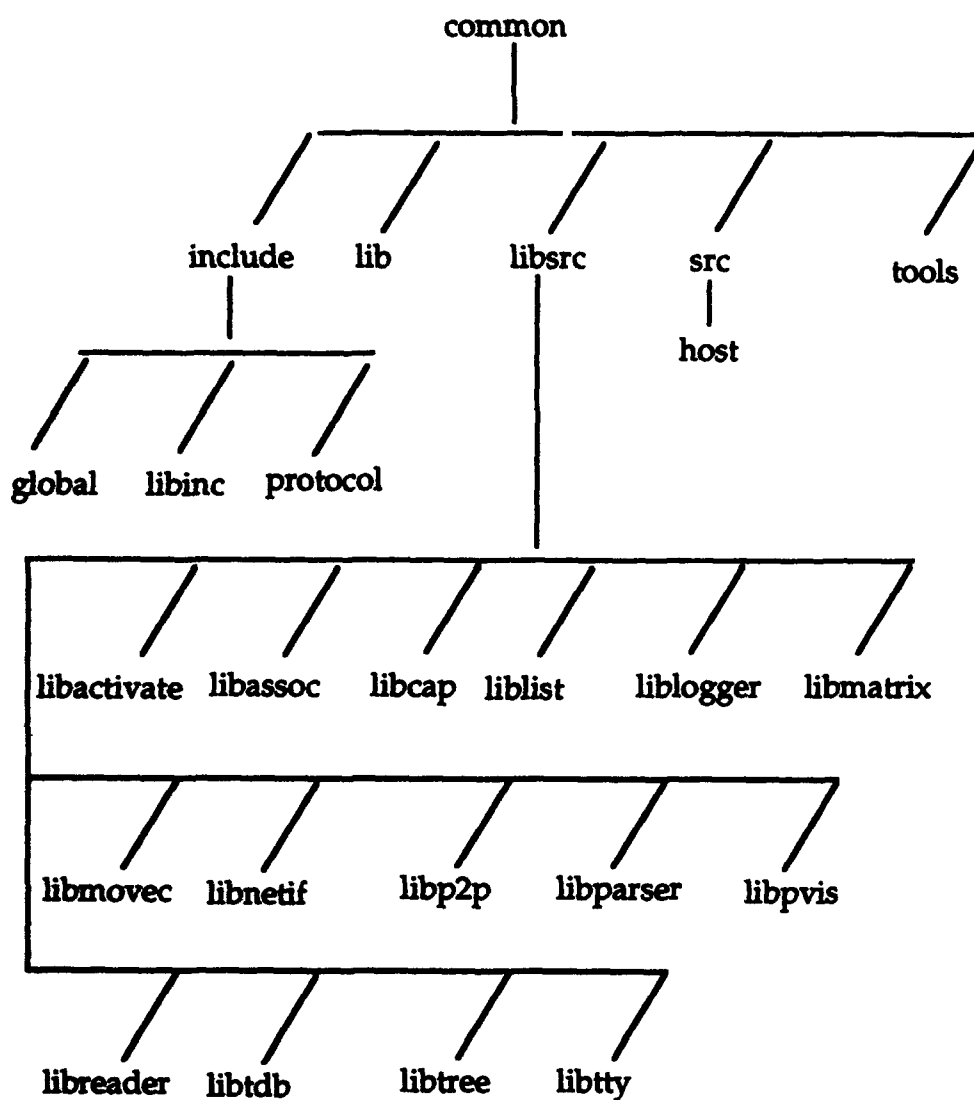 common
include lib libsrc src tools
host
global libinc protocol
libactivate libassoc libcap liblist liblogger libmatrix
libmovec libnetif libp2p libparser libpvis
libreader libtdb libtree libtty